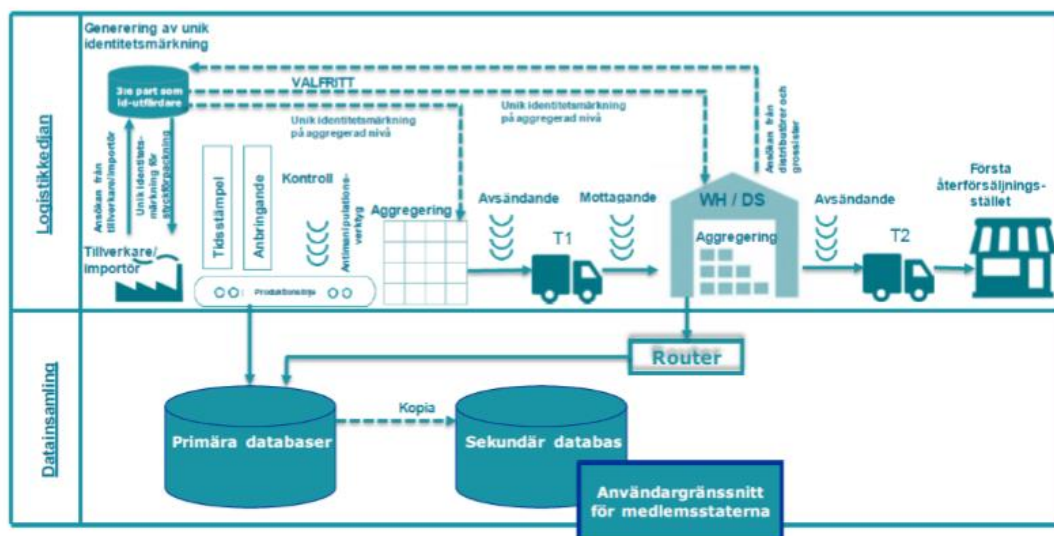 Logistikkedjan
Generering av unik
identitetsmärkning
3:e part som
id-utfärdare
VALFRITT
Unik identitetsmärkning
på aggregerad nivå
Unik identitetsmärkning
på aggregerad nivå
Ansökan från
distributörer och
grossister
Ansökan från
tillverkare/importör
Unik identitets-
märkning för
styckförpackning
Tidsstämpel
Anbringande
Kontroll
Antimanipulations-
verktyg
Aggregering
Avsändande
T1
Mottagande
WH / DS
Aggregering
Avsändande
T2
Första
återförsäljnings-
stället
Tillverkare/
importör
Produktionslinje
Datainsamling
Router
Primära databaser
Kopia
Sekundär databas
Användargränssnitt
för medlemsstaterna